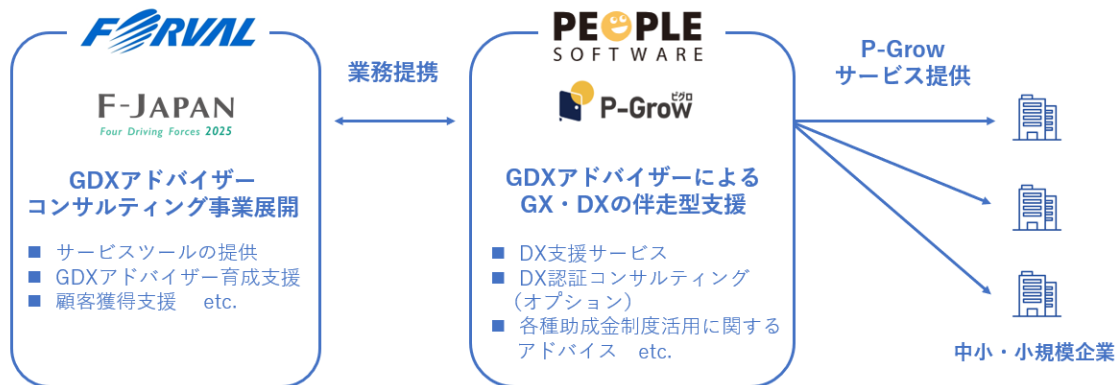 FORVAL
F-JAPAN
Four Driving Forces 2025
GDXアドバイザー
コンサルティング事業展開
■ サービスツールの提供
■ GDXアドバイザー育成支援
■ 顧客獲得支援 etc.
業務提携
PEOPLE
SOFTWARE
ピグロ
P-Grow
GDXアドバイザーによる
GX・DXの伴走型支援
■ DX支援サービス
■ DX認証コンサルティング
（オプション）
■ 各種助成金制度活用に関する
アドバイス etc.
P-Grow
サービス提供
中小・小規模企業